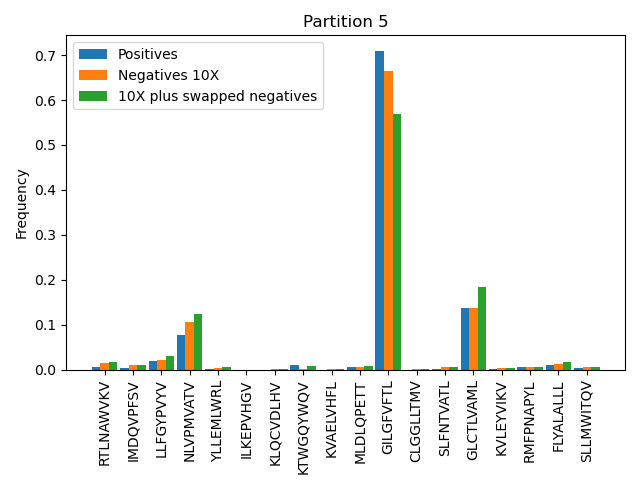 Partition 5
Positives
Negatives 10X
10X plus swapped negatives
Frequency
0.7
0.6
0.5
0.4
0.3
0.2
0.1
0.0
RTLNAWVKV
IMDQVPFSV
LLFGYPVYV
NLVPMVATV
YLLEMLWRL
ILKEPVHGV
KLQCVDLHV
KTWGQYWQV
KVAELVHFL
MLDLQPETT
GILGFVFTL
CLGGLLTMV
SLFNTVATL
GLCTLVAML
KVLEYVIKV
RMFPNAPYL
FLYALALLL
SLLMWITQV